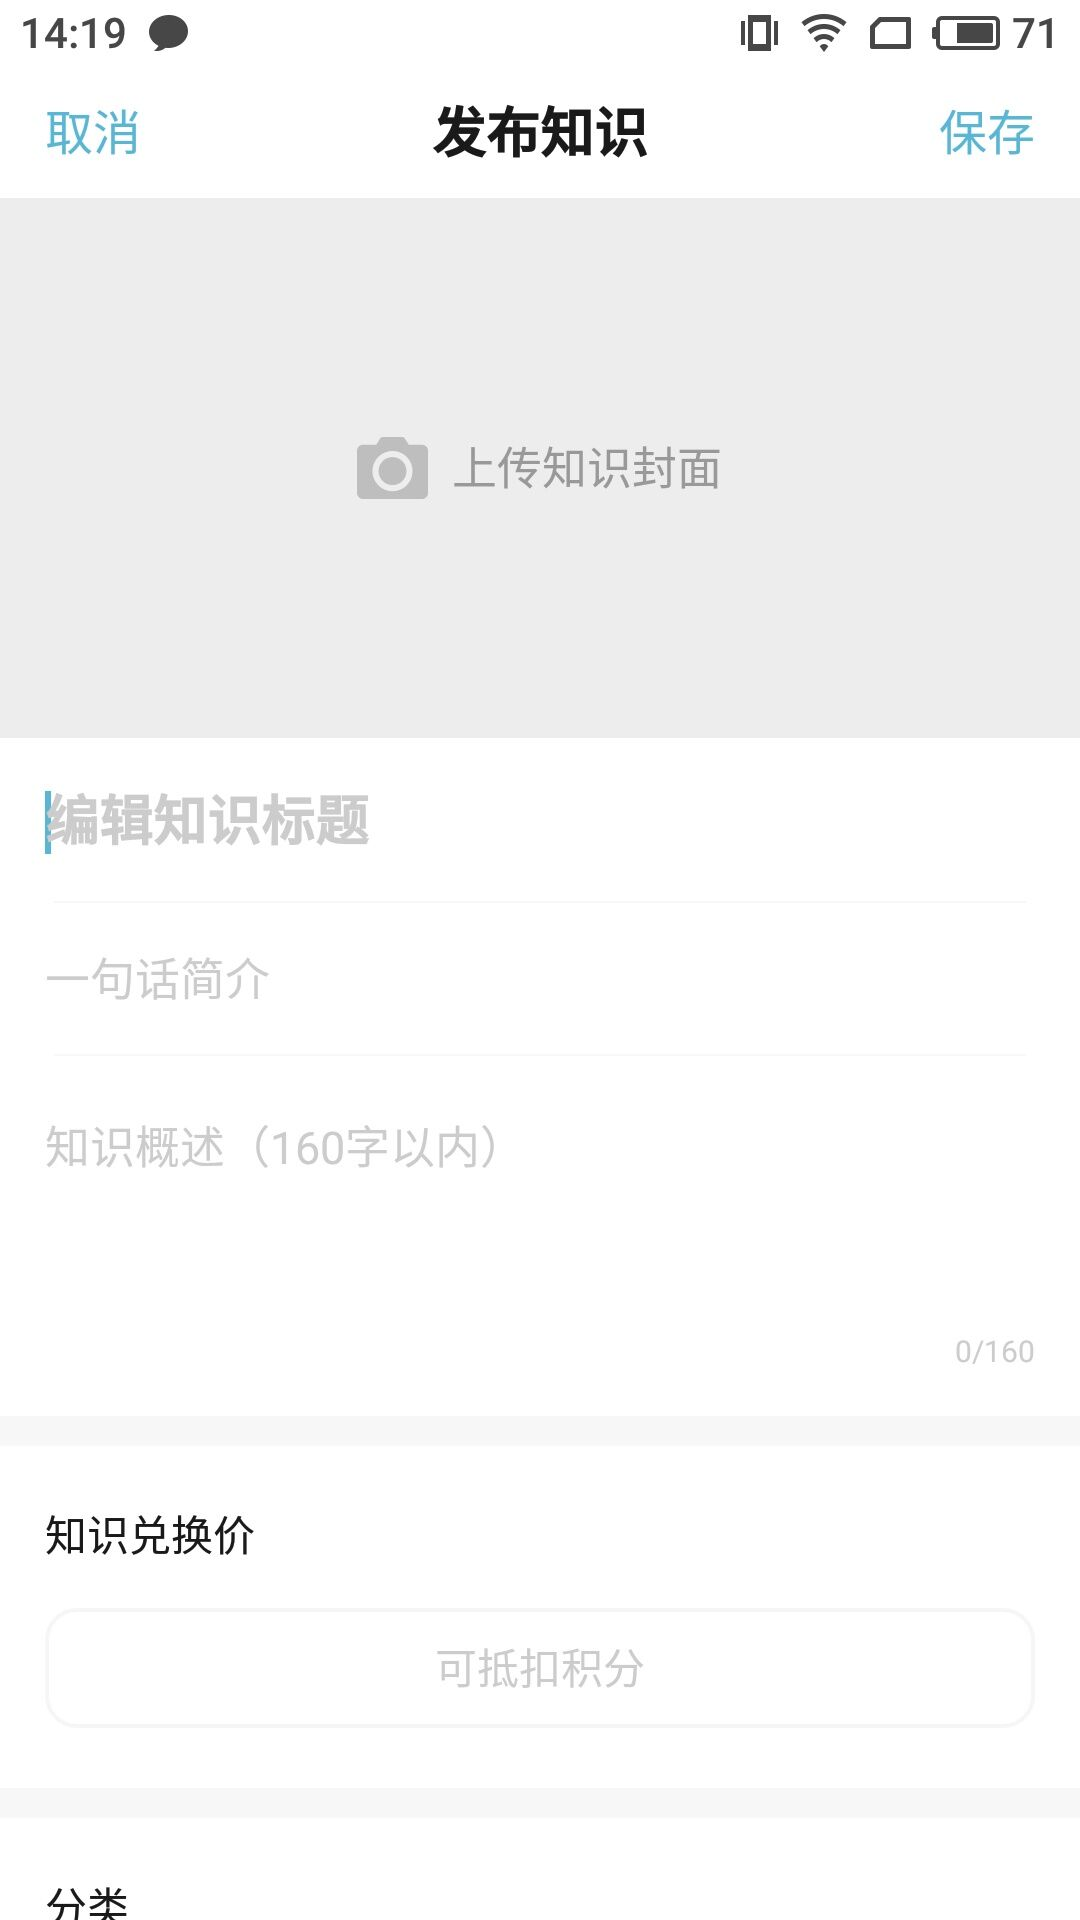 14:19
71
取消
发布知识
保存
上传知识封面
编辑知识标题
一句话简介
知识概述（160字以内）
0/160
知识兑换价
可抵扣积分
分类